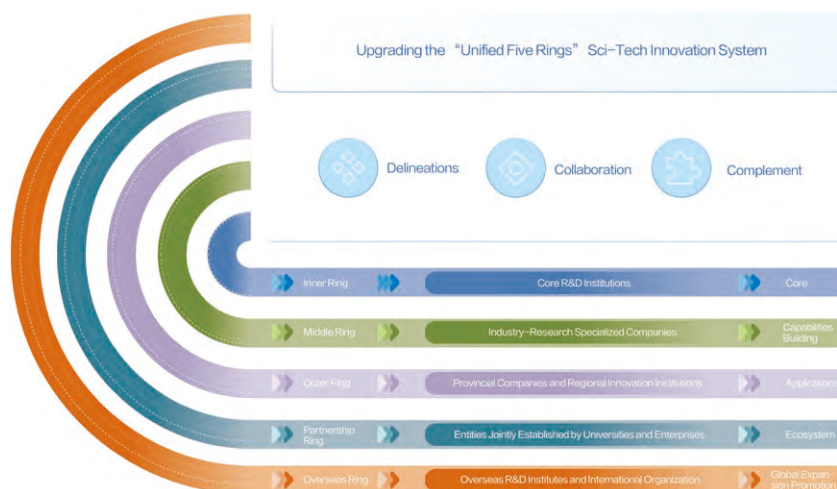 Upgrading the “Unified Five Rings” Sci-Tech Innovation System
Delineations
Collaboration
Complement
Inner Ring
Core R&D Institutions
Core
Middle Ring
Industry-Research Specialized Companies
Capabilities
Building
Outer Ring
Provincial Companies and Regional Innovation Institutions
Applications
Partnership
Ring
Entities Jointly Established by Universities and Enterprises
Ecosystem
Overseas Ring
Overseas R&D Institutes and International Organization
Global Expan-
sion Promotion